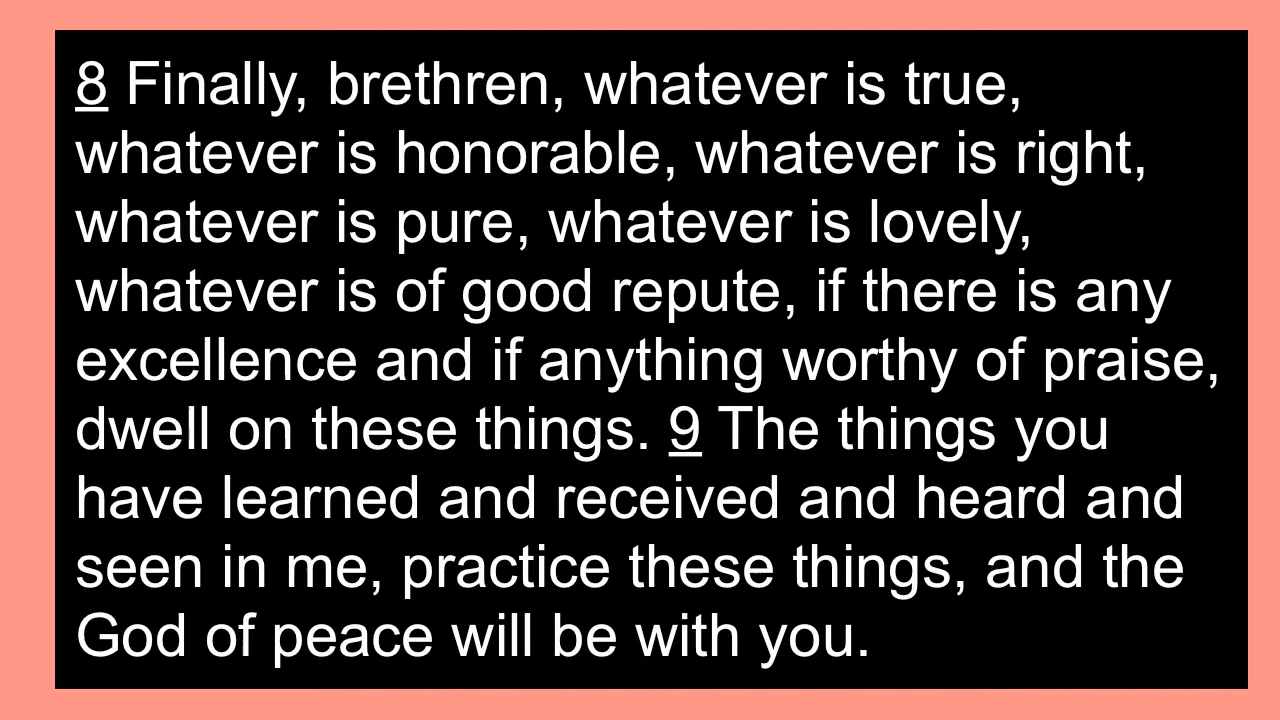 8 Finally, brethren, whatever is true,
whatever is honorable, whatever is right,
whatever is pure, whatever is lovely,
whatever is of good repute, if there is any
excellence and if anything worthy of praise,
dwell on these things. 9 The things you
have learned and received and heard and
seen in me, practice these things, and the
God of peace will be with you.